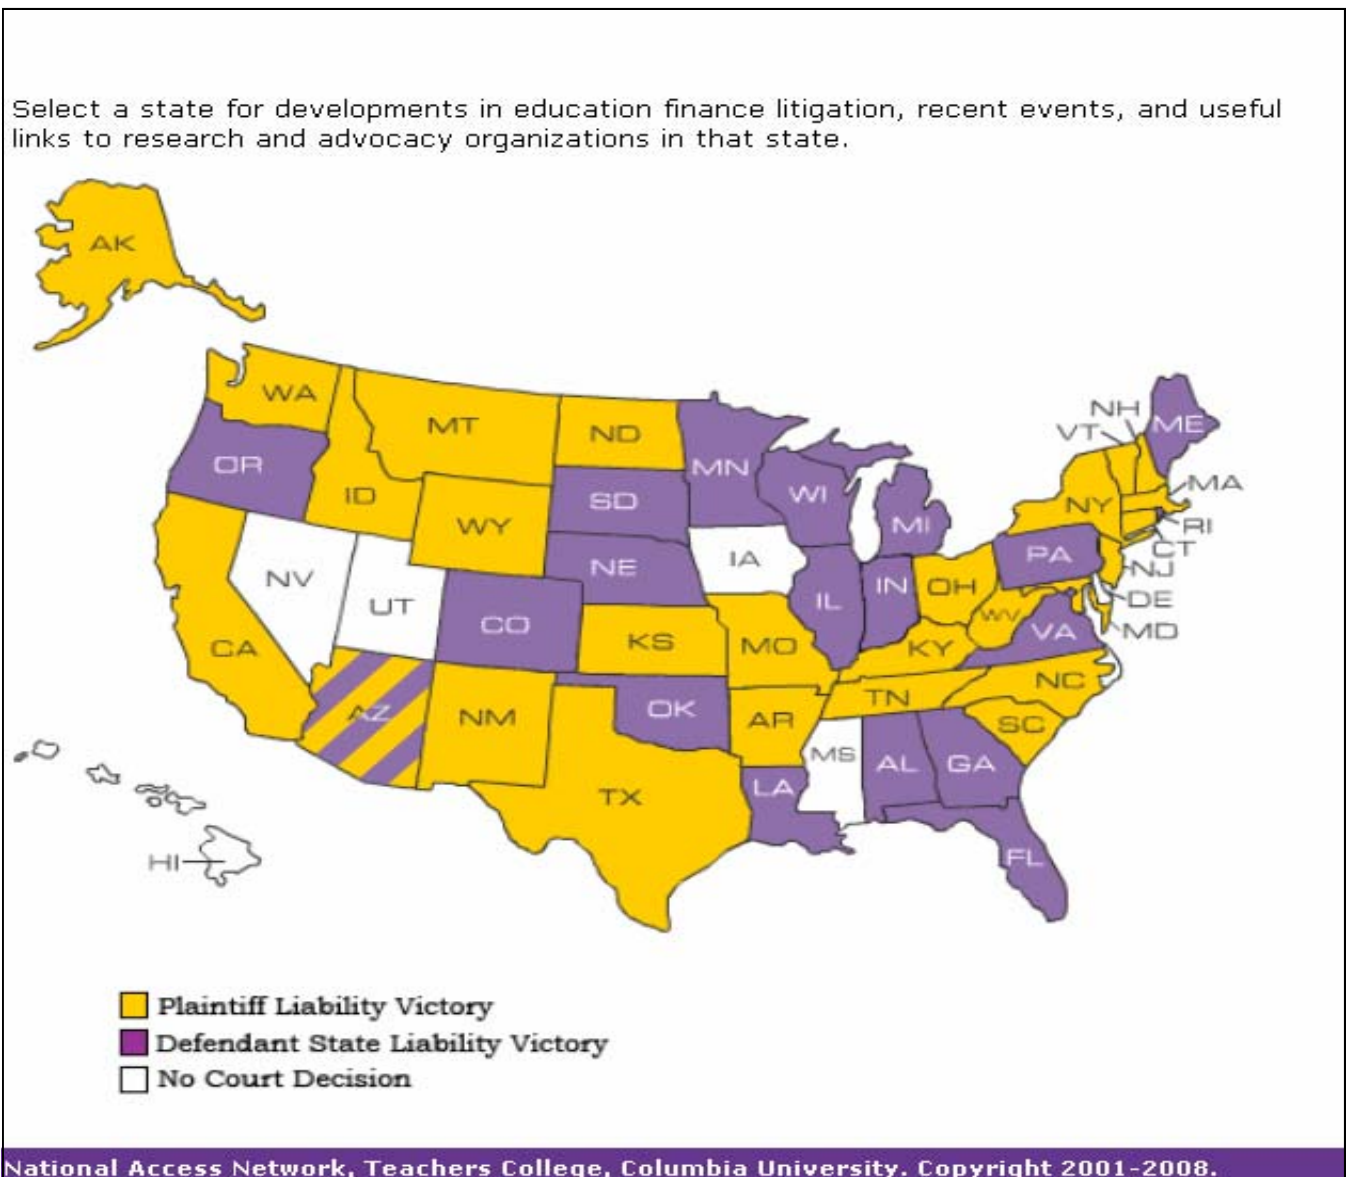 Select a state for developments in education finance litigation, recent events, and useful
links to research and advocacy organizations in that state.
AK
WA
MT
ND
MN
NH
ME
VT
OR
ID
SD
WI
MI
NY
MA
WY
RI
CT
NV
UT
NE
IA
IL
IN
OH
PA
NJ
DE
CA
CO
KS
MO
WV
VA
MD
KY
AZ
NM
OK
AR
TN
NC
SC
MS
AL
GA
TX
LA
FL
HI
Plaintiff Liability Victory
Defendant State Liability Victory
No Court Decision
National Access Network, Teachers College, Columbia University. Copyright 2001-2008.